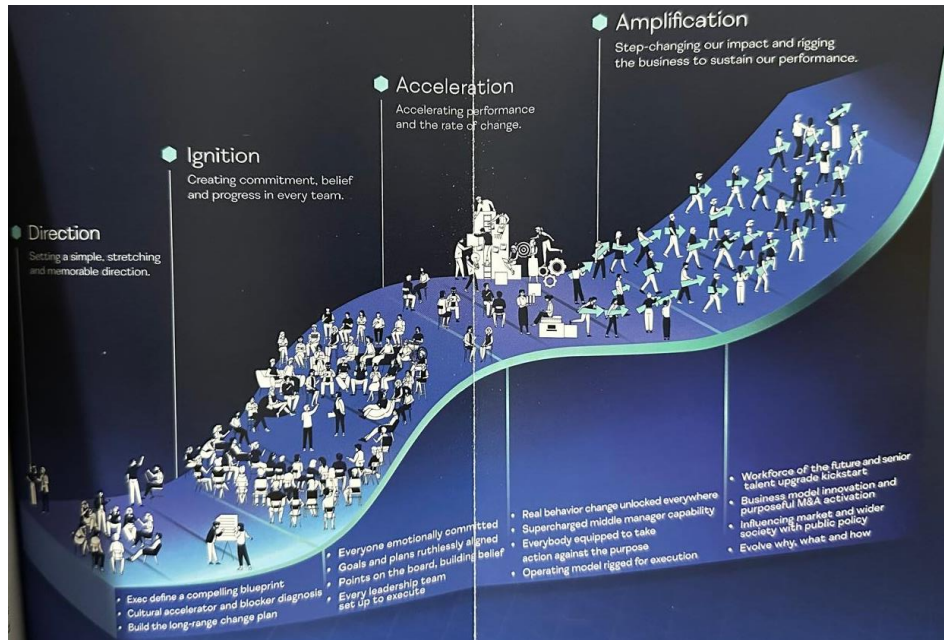 Direction
Setting a simple, stretching
and memorable direction.
Ignition
Creating commitment, belief
and progress in every team.
Acceleration
Accelerating performance
and the rate of change.
Amplification
Step-changing our impact and rigging
the business to sustain our performance.
• Exec define a compelling blueprint
• Cultural accelerator and blocker diagnosis
• Build the long-range change plan
• Everyone emotionally committed
• Goals and plans ruthlessly aligned
• Points on the board, building belief
• Every leadership team
set up to execute
• Real behavior change unlocked everywhere
• Supercharged middle manager capability
• Everybody equipped to take
action against the purpose
• Operating model rigged for execution
• Workforce of the future and senior
talent upgrade kickstart
• Business model innovation and
purposeful M&A activation
• Influencing market and wider
society with public policy
• Evolve why, what and how